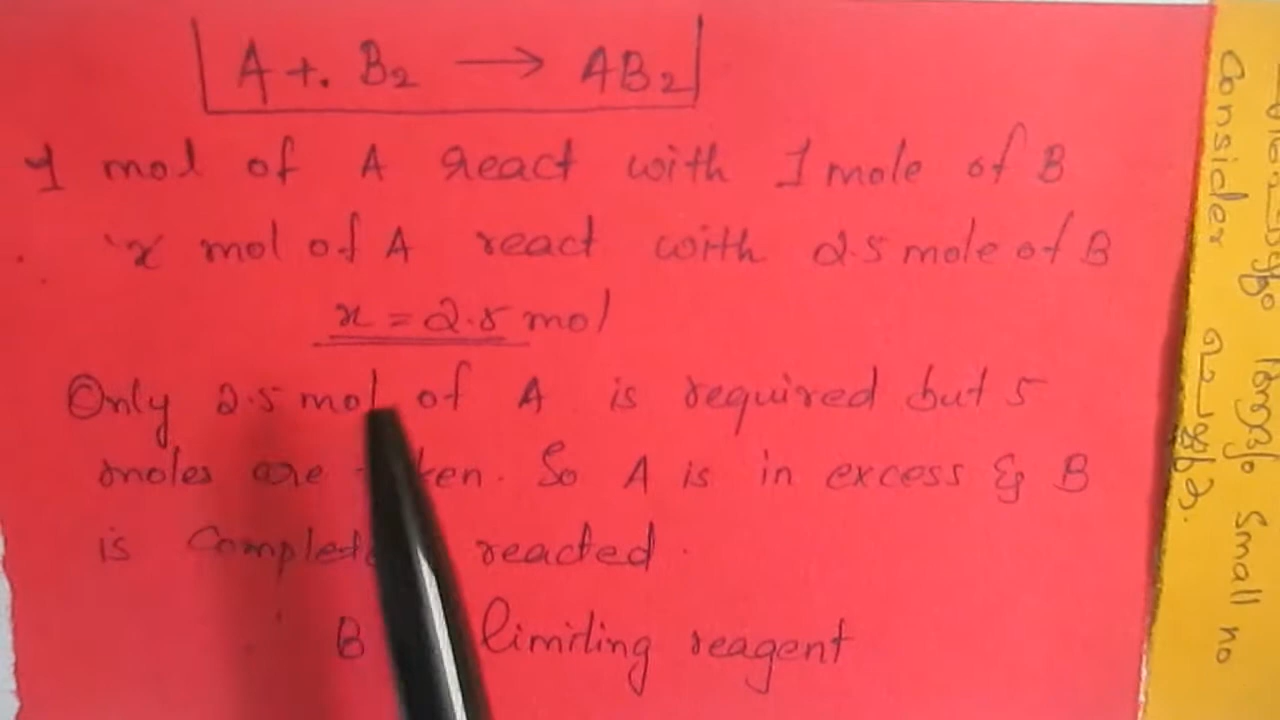 A + B₂ → AB₂
1 mol of A react with 1 mole of B
x mol of A react with 2.5 mole of B
x = 2.5 mol
Only 2.5 mol of A is required but 5
moles are ken. So A is in excess & B
is Complete reacted.
B limiting reagent
Consider
small no